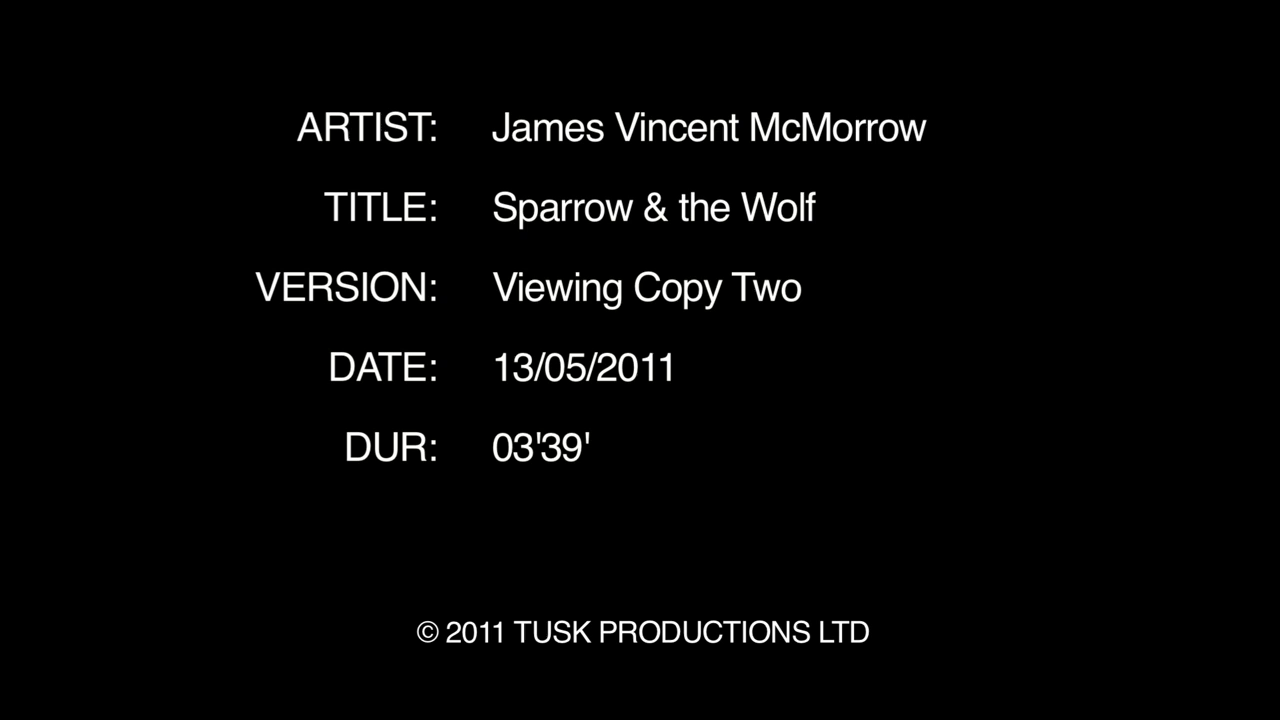 ARTIST: James Vincent McMorrow
TITLE: Sparrow & the Wolf
VERSION: Viewing Copy Two
DATE: 13/05/2011
DUR: 03'39'
© 2011 TUSK PRODUCTIONS LTD